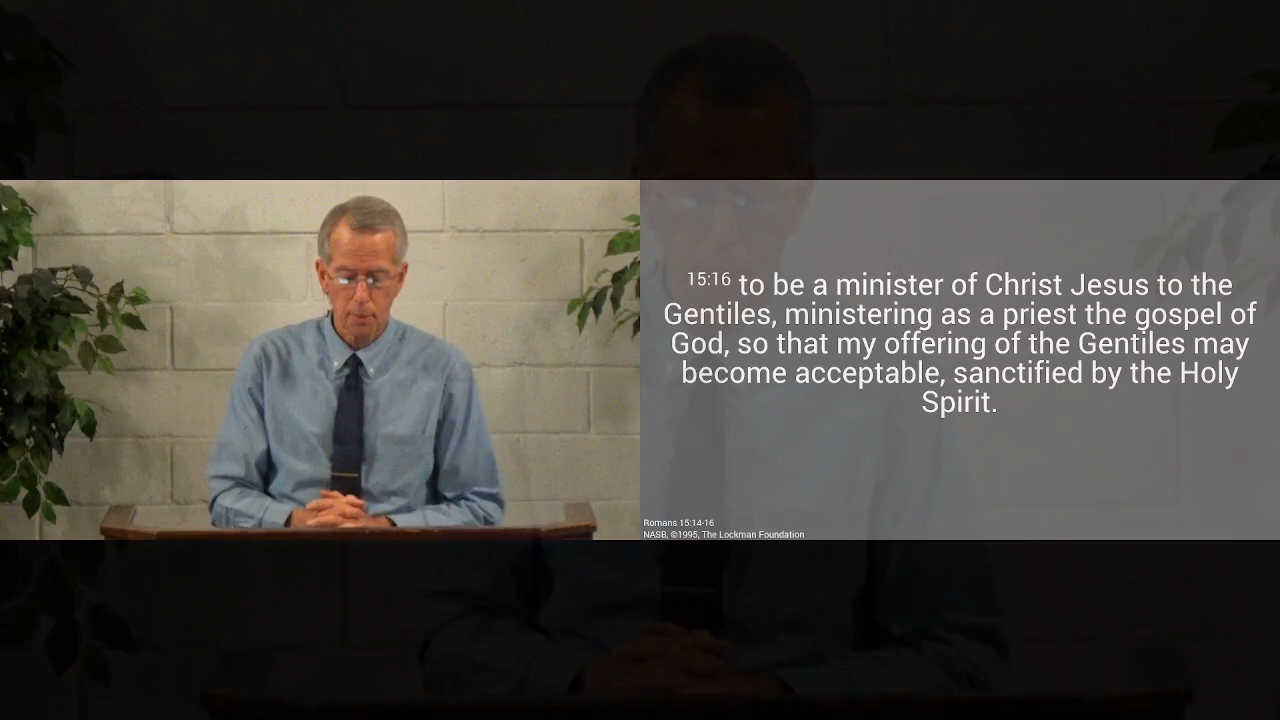 15:16 to be a minister of Christ Jesus to the
Gentiles, ministering as a priest the gospel of
God, so that my offering of the Gentiles may
become acceptable, sanctified by the Holy
Spirit.
Romans 15:14-16
NASB, ©1995, The Lockman Foundation